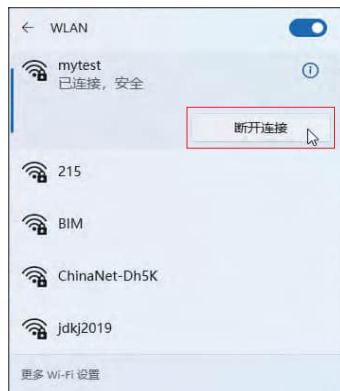 WLAN
mytest
已连接，安全
断开连接
215
BIM
ChinaNet-Dh5K
jdkj2019
更多 Wi-Fi 设置